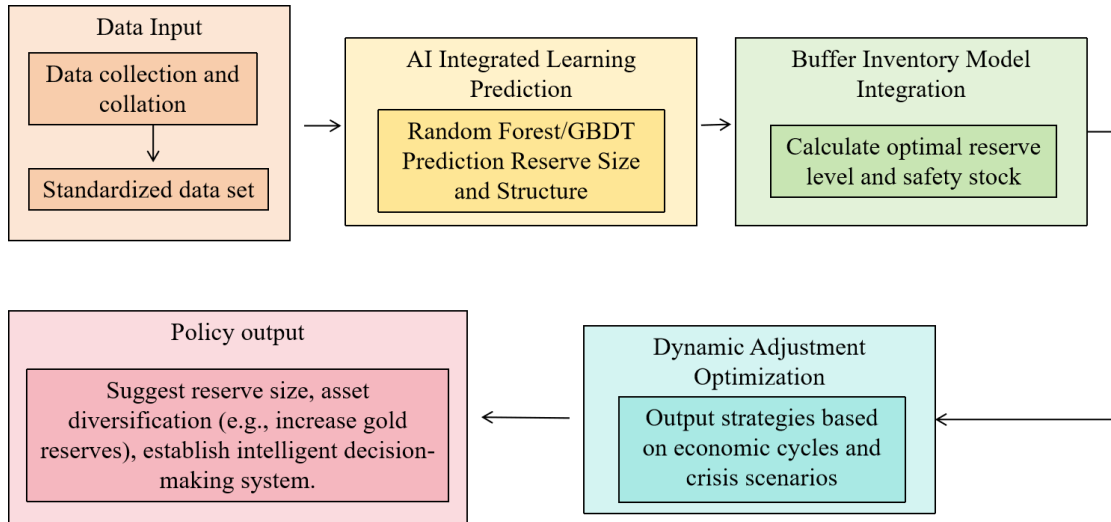 Data Input
Data collection and
collation
Standardized data set
AI Integrated Learning
Prediction
Random Forest/GBDT
Prediction Reserve Size
and Structure
Buffer Inventory Model
Integration
Calculate optimal reserve
level and safety stock
Dynamic Adjustment
Optimization
Output strategies based
on economic cycles and
crisis scenarios
Policy output
Suggest reserve size, asset
diversification (e.g., increase gold
reserves), establish intelligent decision-
making system.